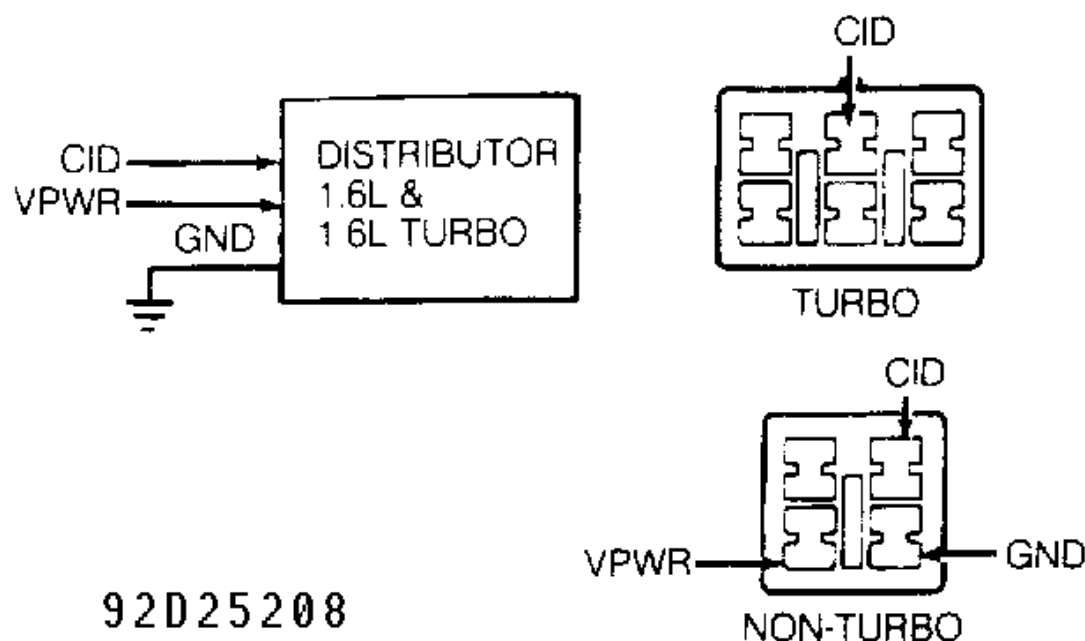 CID
VPWR
GND
DISTRIBUTOR
1.6L &
1 6L TURBO
CID
TURBO
CID
VPWR
GND
NON-TURBO
92D25208